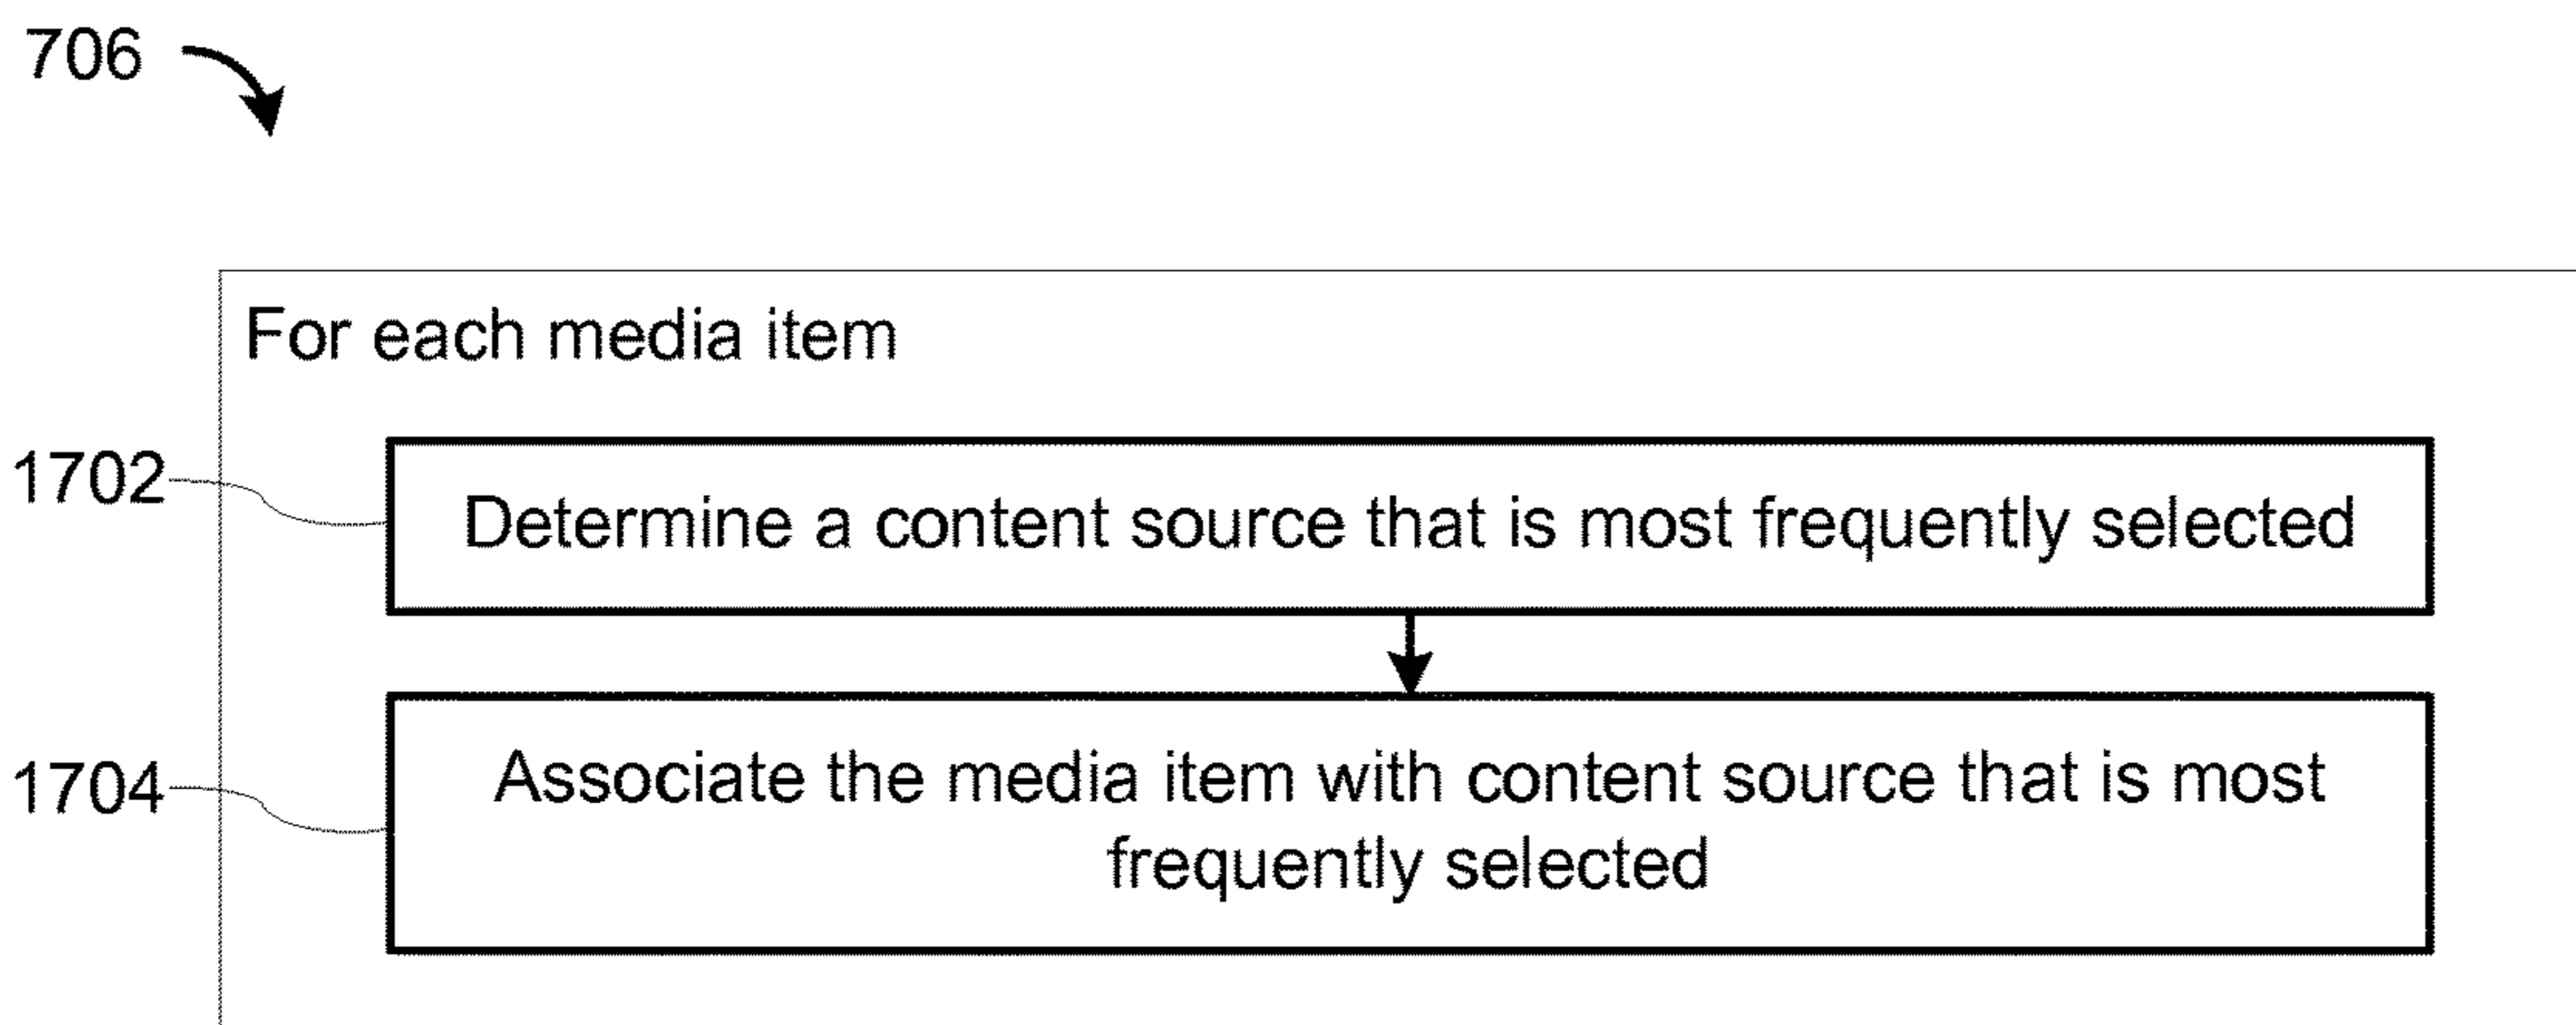 706
For each media item
1702
Determine a content source that is most frequently selected
1704
Associate the media item with content source that is most
frequently selected